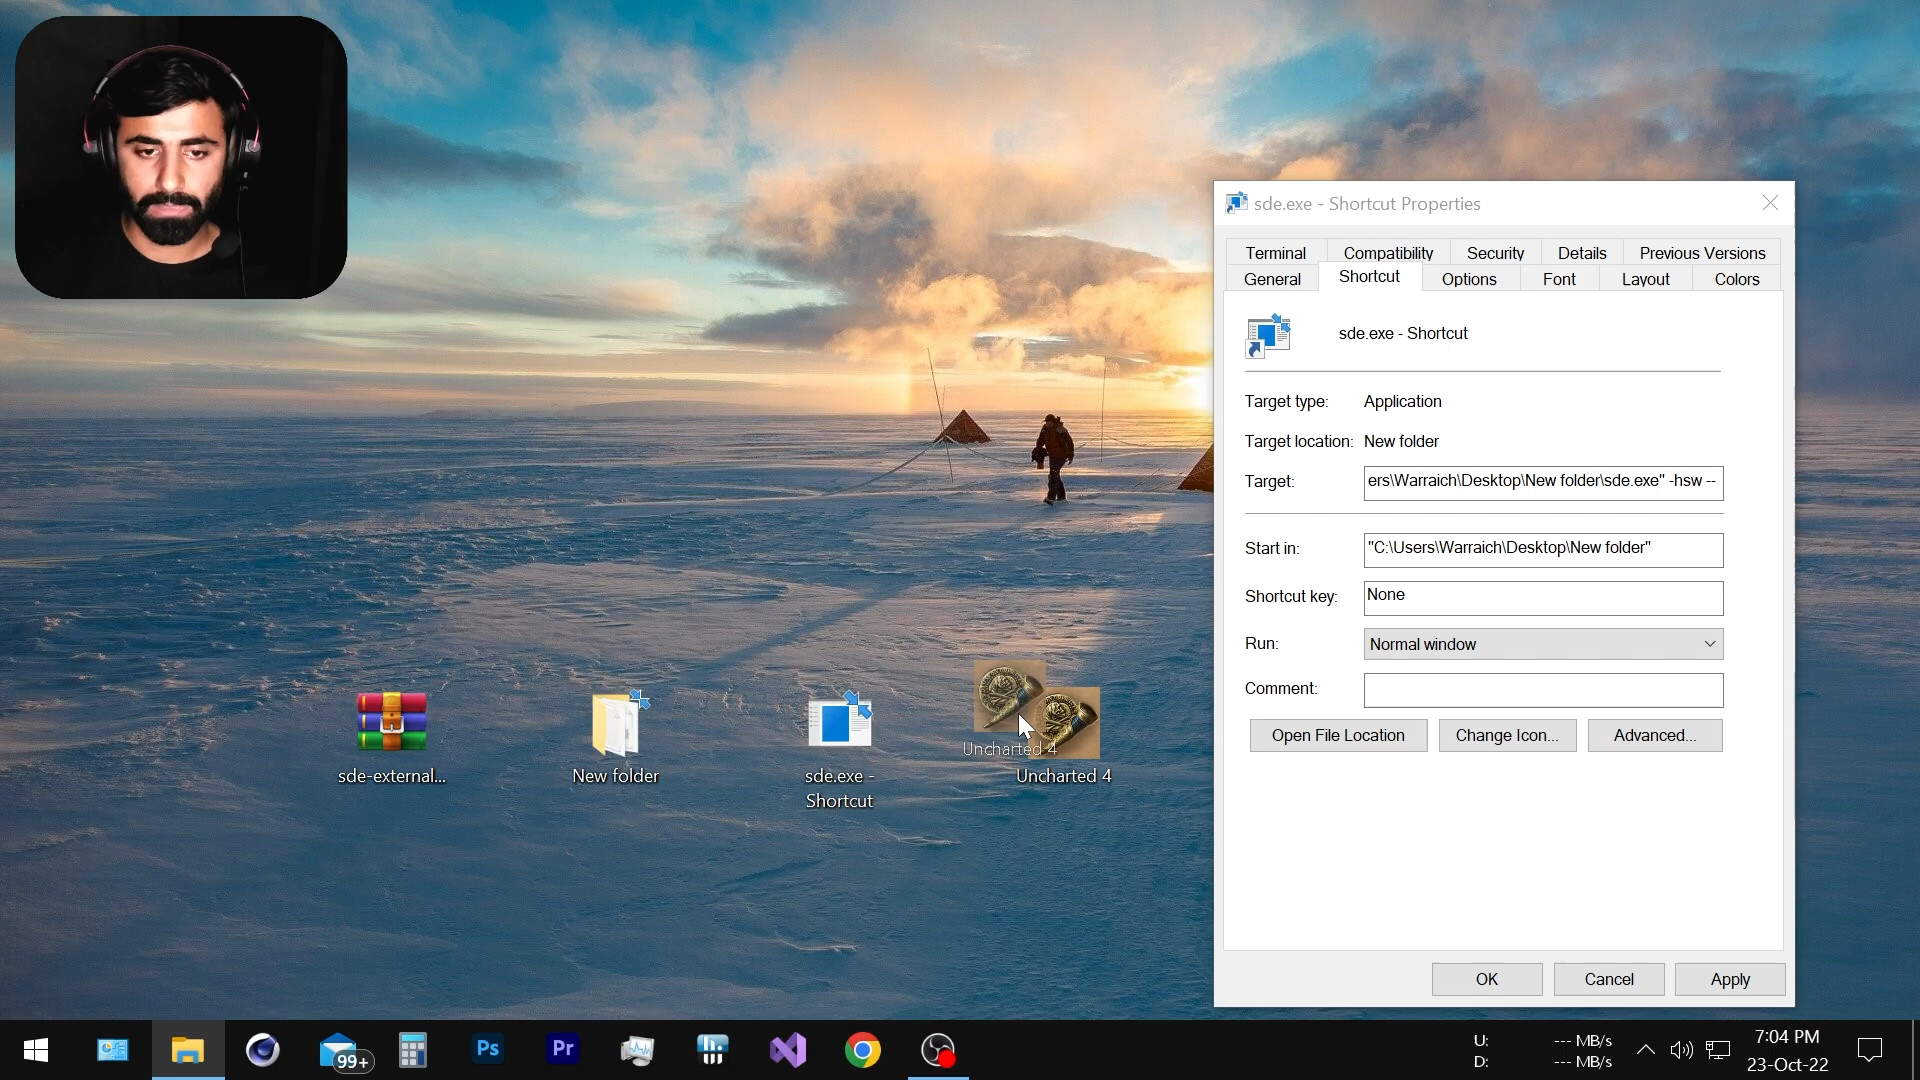 sde.exe - Shortcut Properties
Terminal
Compatibility
Security
Details
Previous Versions
General
Shortcut
Options
Font
Layout
Colors
sde.exe - Shortcut
Target type: Application
Target location: New folder
Target: ers\Warraich\Desktop\New folder\sde.exe" -hsw --
Start in: "C:\Users\Warraich\Desktop\New folder"
Shortcut key: None
Run: Normal window
Comment:
Open File Location
Change Icon...
Advanced...
OK
Cancel
Apply
Uncharted 4
sde-external...
New folder
sde.exe -
Shortcut
Uncharted 4
99+
Ps
Pr
U: --- MB/s
D: --- MB/s
7:04 PM
23-Oct-22